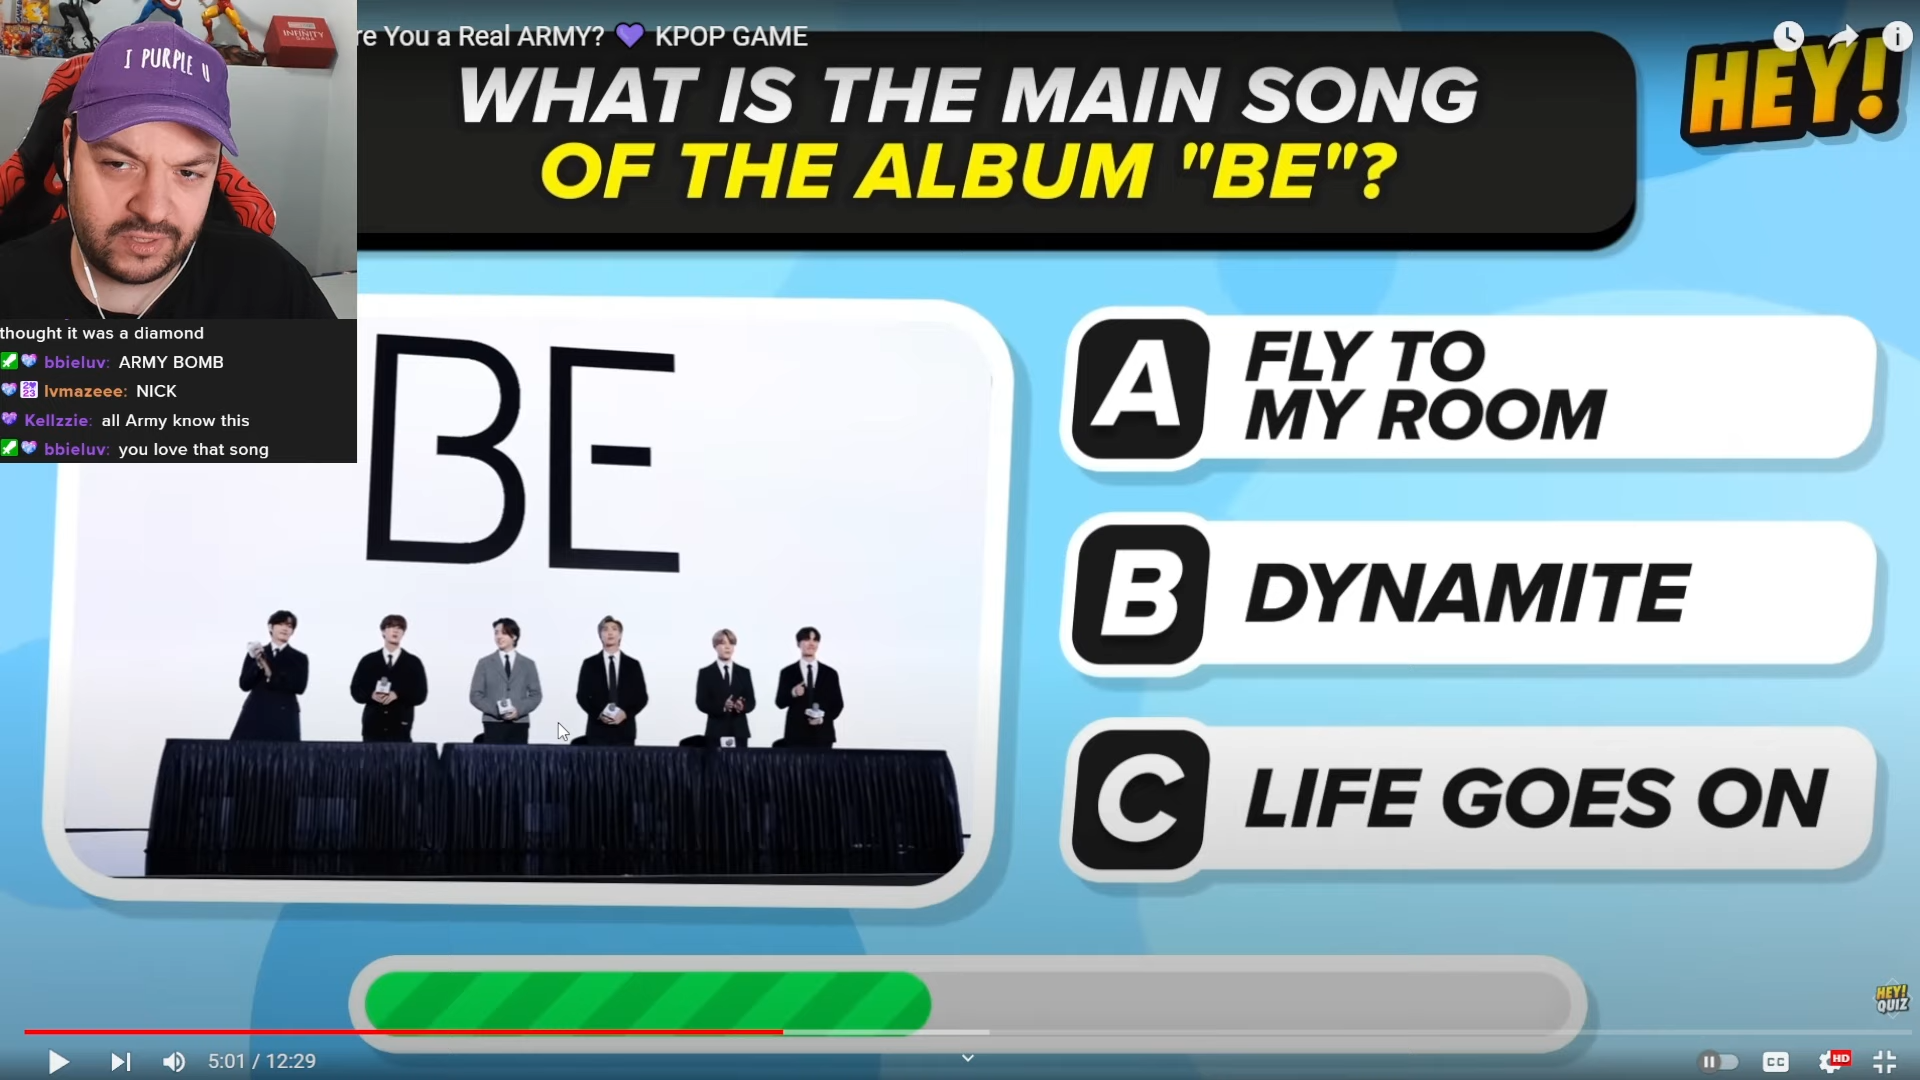 re You a Real ARMY? 💜 KPOP GAME
INFINITY
I PURPLE U
WHAT IS THE MAIN SONG
OF THE ALBUM "BE"?
HEY!
thought it was a diamond
bbieluv: ARMY BOMB
lvmazeee: NICK
Kellzzie: all Army know this
bbieluv: you love that song
BE
A FLY TO
MY ROOM
B DYNAMITE
C LIFE GOES ON
HEY!
QUIZ
5:01 / 12:29
CC
HD